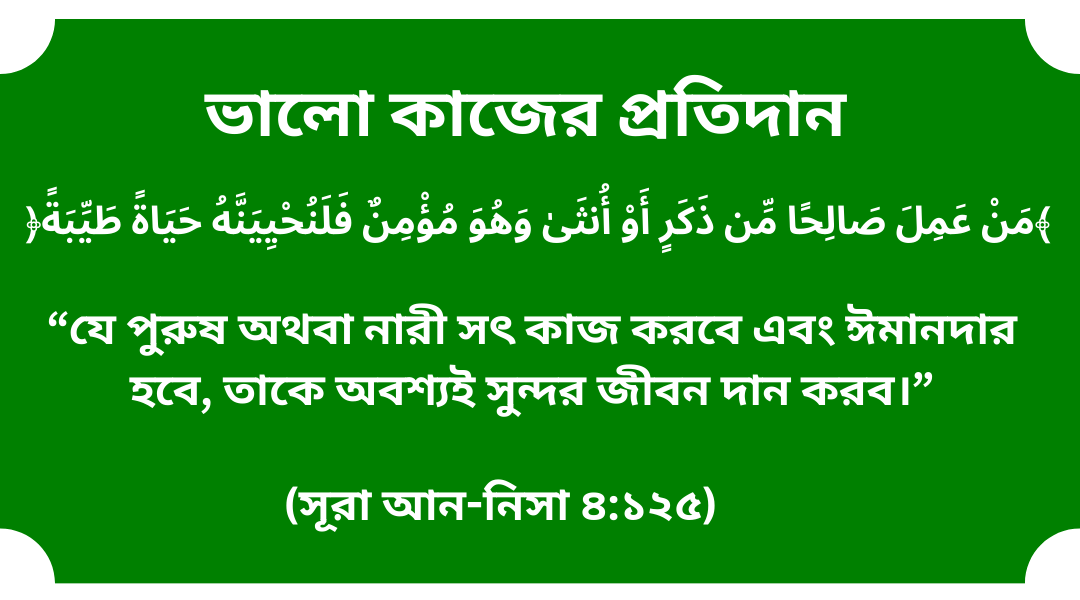 ভালো কাজের প্রতিদান
﴿مَنْ عَمِلَ صَالِحًا مِّن ذَكَرٍ أَوْ أُنثَىٰ وَهُوَ مُؤْمِنٌ فَلَنُحْيِيَنَّهُ حَيَاةً طَيِّبَةً﴾
“যে পুরুষ অথবা নারী সৎ কাজ করবে এবং ঈমানদার
হবে, তাকে অবশ্যই সুন্দর জীবন দান করব।”
(সূরা আন-নিসা ৪:১২৫)